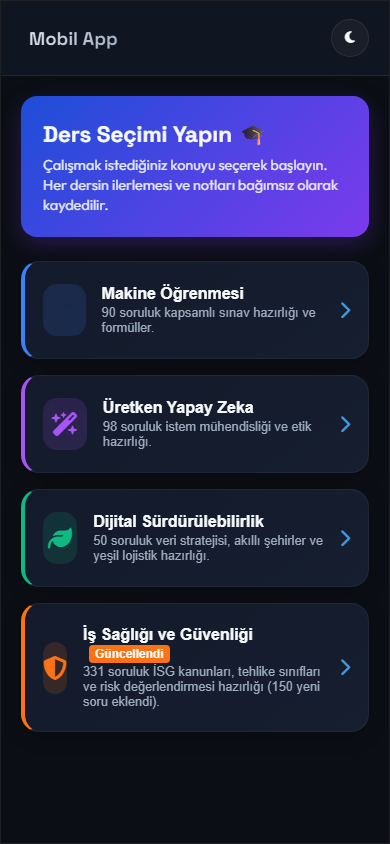 Mobil App
Ders Seçimi Yapın 🎓
Çalışmak istediğiniz konuyu seçerek başlayın.
Her dersin ilerlemesi ve notları bağımsız olarak
kaydedilir.
Makine Öğrenmesi
90 soruluk kapsamlı sınav hazırlığı ve
formüller.
Üretken Yapay Zeka
98 soruluk istem mühendisliği ve etik
hazırlığı.
Dijital Sürdürülebilirlik
50 soruluk veri stratejisi, akıllı şehirler ve
yeşil lojistik hazırlığı.
İş Sağlığı ve Güvenliği
Güncellendi
331 soruluk İSG kanunları, tehlike sınıfları
ve risk değerlendirmesi hazırlığı (150 yeni
soru eklendi).